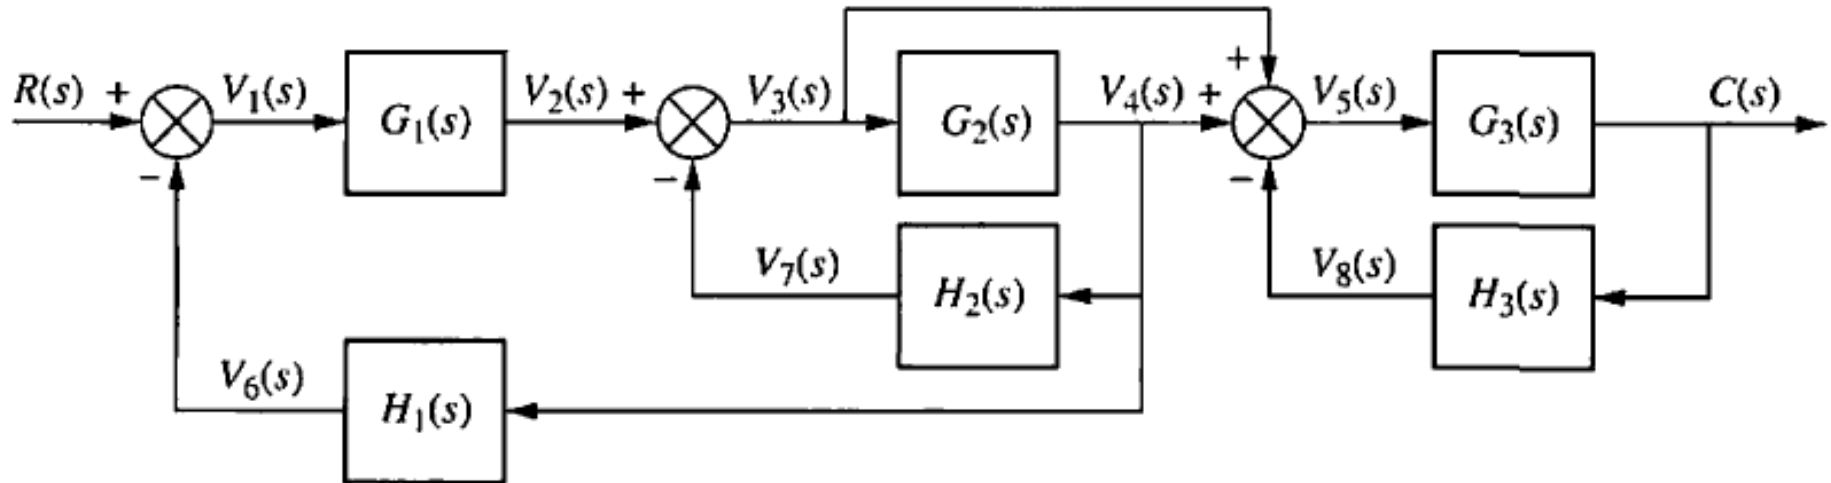 R(s) + V₁(s) G₁(s) V₂(s) + V₃(s) G₂(s) V₄(s) + + V₅(s) G₃(s) C(s)
− − −
V₇(s) H₂(s) V₈(s) H₃(s)
V₆(s) H₁(s)